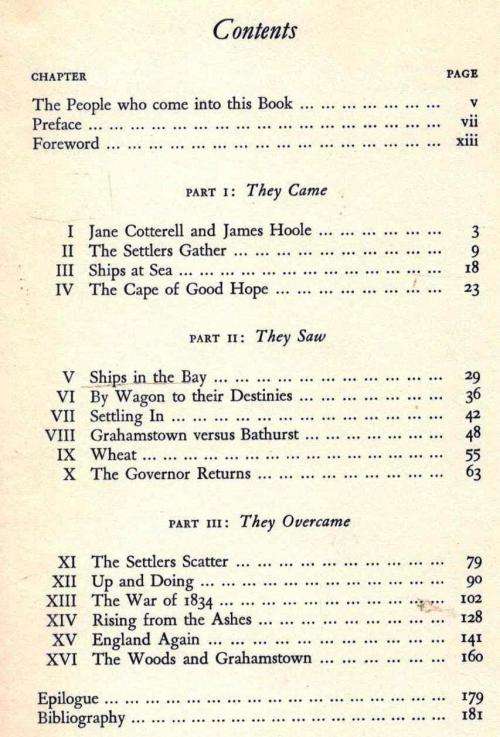 Contents
CHAPTER PAGE
The People who come into this Book ... ... ... ... ... ... ... v
Preface ... ... ... ... ... ... ... ... ... ... ... ... ... ... ... ... ... vii
Foreword ... ... ... ... ... ... ... ... ... ... ... ... ... ... ... ... xiii
PART I: They Came
I Jane Cotterell and James Hoole ... ... ... ... ... ... 3
II The Settlers Gather ... ... ... ... ... ... ... ... ... ... 9
III Ships at Sea ... ... ... ... ... ... ... ... ... ... ... ... ... 18
IV The Cape of Good Hope ... ... ... ... ... ... ... ... 23
PART II: They Saw
V Ships in the Bay ... ... ... ... ... ... ... ... ... ... ... 29
VI By Wagon to their Destinies ... ... ... ... ... ... ... 36
VII Settling In ... ... ... ... ... ... ... ... ... ... ... ... ... 42
VIII Grahamstown versus Bathurst ... ... ... ... ... ... ... 48
IX Wheat ... ... ... ... ... ... ... ... ... ... ... ... ... ... 55
X The Governor Returns ... ... ... ... ... ... ... ... ... 63
PART III: They Overcame
XI The Settlers Scatter ... ... ... ... ... ... ... ... ... ... 79
XII Up and Doing ... ... ... ... ... ... ... ... ... ... ... ... 90
XIII The War of 1834 ... ... ... ... ... ... ... ... ... ... ... 102
XIV Rising from the Ashes ... ... ... ... ... ... ... ... ... 128
XV England Again ... ... ... ... ... ... ... ... ... ... ... 141
XVI The Woods and Grahamstown ... ... ... ... ... ... 160
Epilogue ... ... ... ... ... ... ... ... ... ... ... ... ... ... ... ... 179
Bibliography ... ... ... ... ... ... ... ... ... ... ... ... ... ... ... 181